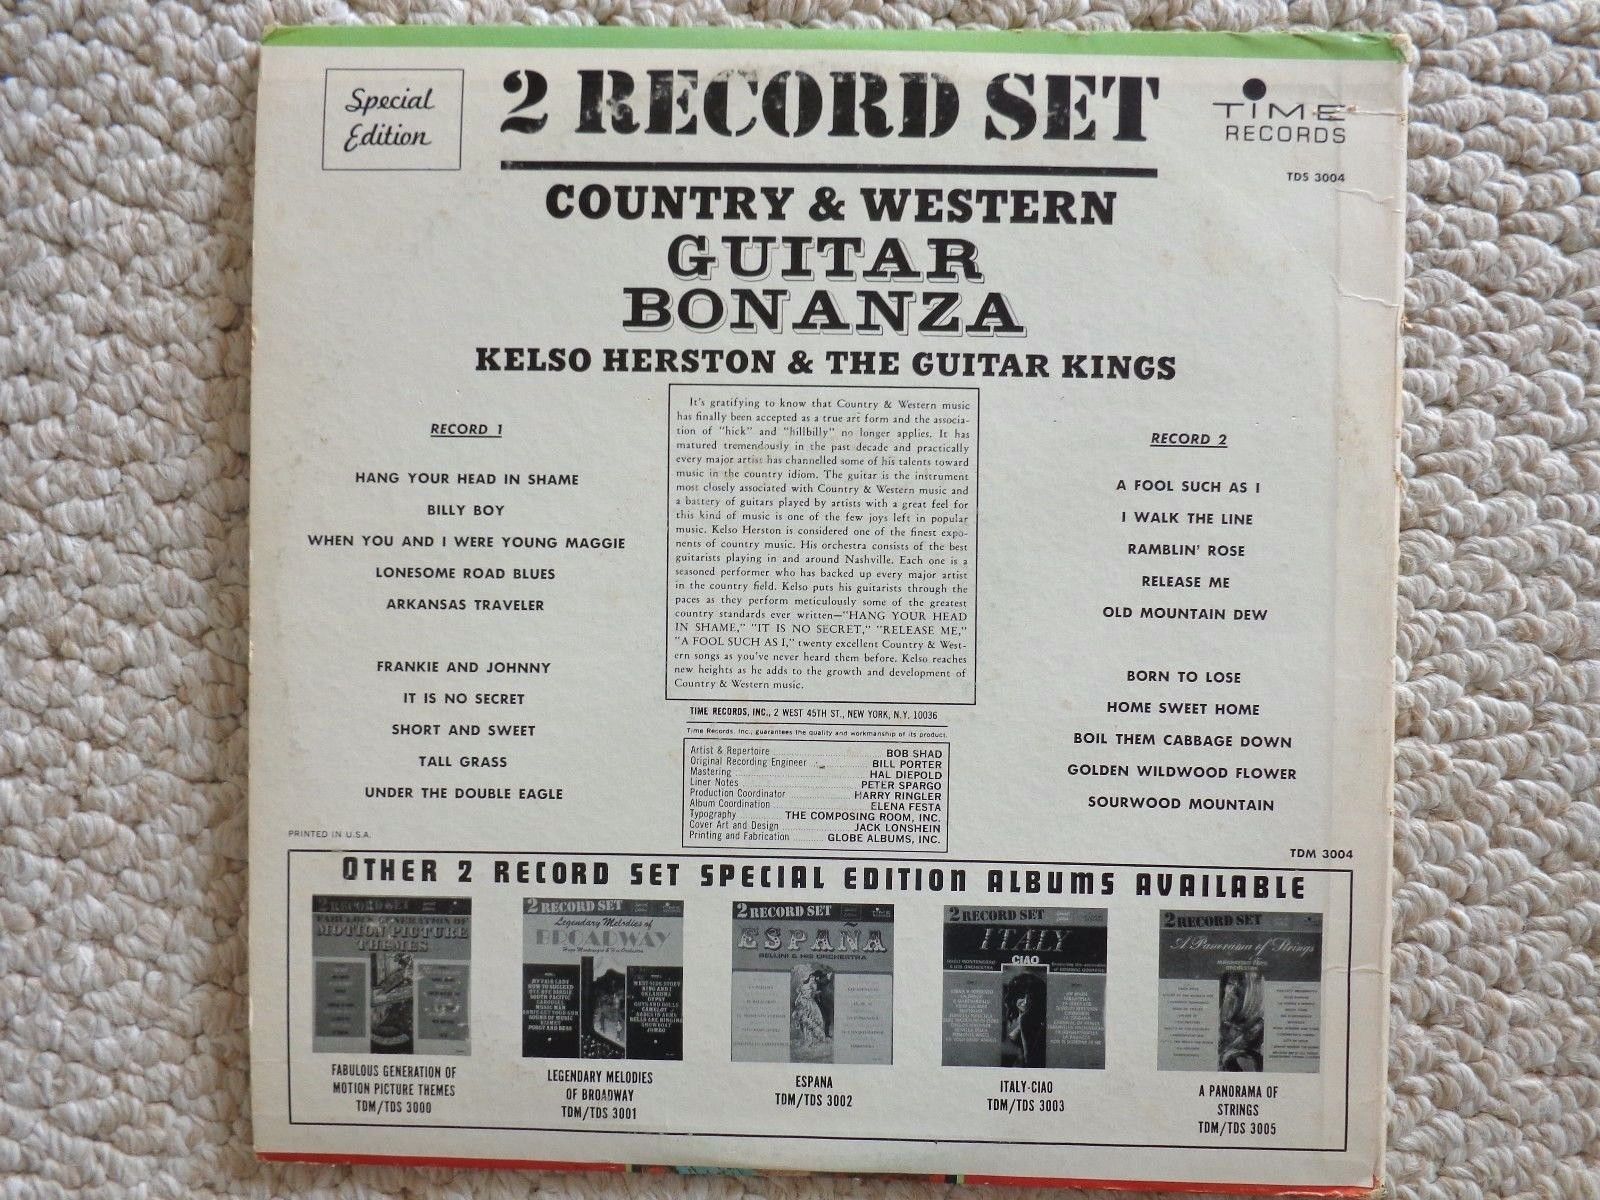 Special
Edition
2 RECORD SET
TIME
RECORDS
TDS 3004
COUNTRY & WESTERN
GUITAR
BONANZA
KELSO HERSTON & THE GUITAR KINGS
RECORD 1
HANG YOUR HEAD IN SHAME
BILLY BOY
WHEN YOU AND I WERE YOUNG MAGGIE
LONESOME ROAD BLUES
ARKANSAS TRAVELER
FRANKIE AND JOHNNY
IT IS NO SECRET
SHORT AND SWEET
TALL GRASS
UNDER THE DOUBLE EAGLE
PRINTED IN U.S.A.
It's gratifying to know that Country & Western music
has finally been accepted as a true art form and the associa-
tion of "hick" and "hillbilly" no longer applies. It has
matured tremendously in the past decade and practically
every major artist has channelled some of his talents toward
music in the country idiom. The guitar is the instrument
most closely associated with Country & Western music and
a battery of guitars played by artists with a great feel for
this kind of music is one of the few joys left in popular
music. Kelso Herston is considered one of the finest expo-
nents of country music. His orchestra consists of the best
guitarists playing in and around Nashville. Each one is a
seasoned performer who has backed up every major artist
in the country field. Kelso puts his guitarists through the
paces as they perform meticulously some of the greatest
country standards ever written—"HANG YOUR HEAD
IN SHAME," "IT IS NO SECRET," "RELEASE ME,"
"A FOOL SUCH AS I," twenty excellent Country & West-
ern songs as you've never heard them before. Kelso reaches
new heights as he adds to the growth and development of
Country & Western music.
TIME RECORDS, INC., 2 WEST 45TH ST., NEW YORK, N.Y. 10036
Time Records, Inc., guarantees the quality and workmanship of its product.
Artist & Repertoire BOB SHAD
Original Recording Engineer BILL PORTER
Mastering HAL DIEPOLD
Liner Notes PETER SPARGO
Production Coordinator HARRY RINGLER
Album Coordination ELENA FESTA
Typography THE COMPOSING ROOM, INC.
Cover Art and Design JACK LONSHEIN
Printing and Fabrication GLOBE ALBUMS, INC.
RECORD 2
A FOOL SUCH AS I
I WALK THE LINE
RAMBLIN' ROSE
RELEASE ME
OLD MOUNTAIN DEW
BORN TO LOSE
HOME SWEET HOME
BOIL THEM CABBAGE DOWN
GOLDEN WILDWOOD FLOWER
SOURWOOD MOUNTAIN
TDM 3004
OTHER 2 RECORD SET SPECIAL EDITION ALBUMS AVAILABLE
2 RECORD SET
FABULOUS GENERATION OF
MOTION PICTURE
THEMES
FABULOUS GENERATION OF
MOTION PICTURE THEMES
TDM/TDS 3000
2 RECORD SET
Legendary Melodies of
BROADWAY
LEGENDARY MELODIES
OF BROADWAY
TDM/TDS 3001
2 RECORD SET
ESPANA
BELLINI & HIS ORCHESTRA
ESPANA
TDM/TDS 3002
2 RECORD SET
ITALY
CIAO
ITALY-CIAO
TDM/TDS 3003
2 RECORD SET
A Panorama of Strings
A PANORAMA OF
STRINGS
TDM/TDS 3005